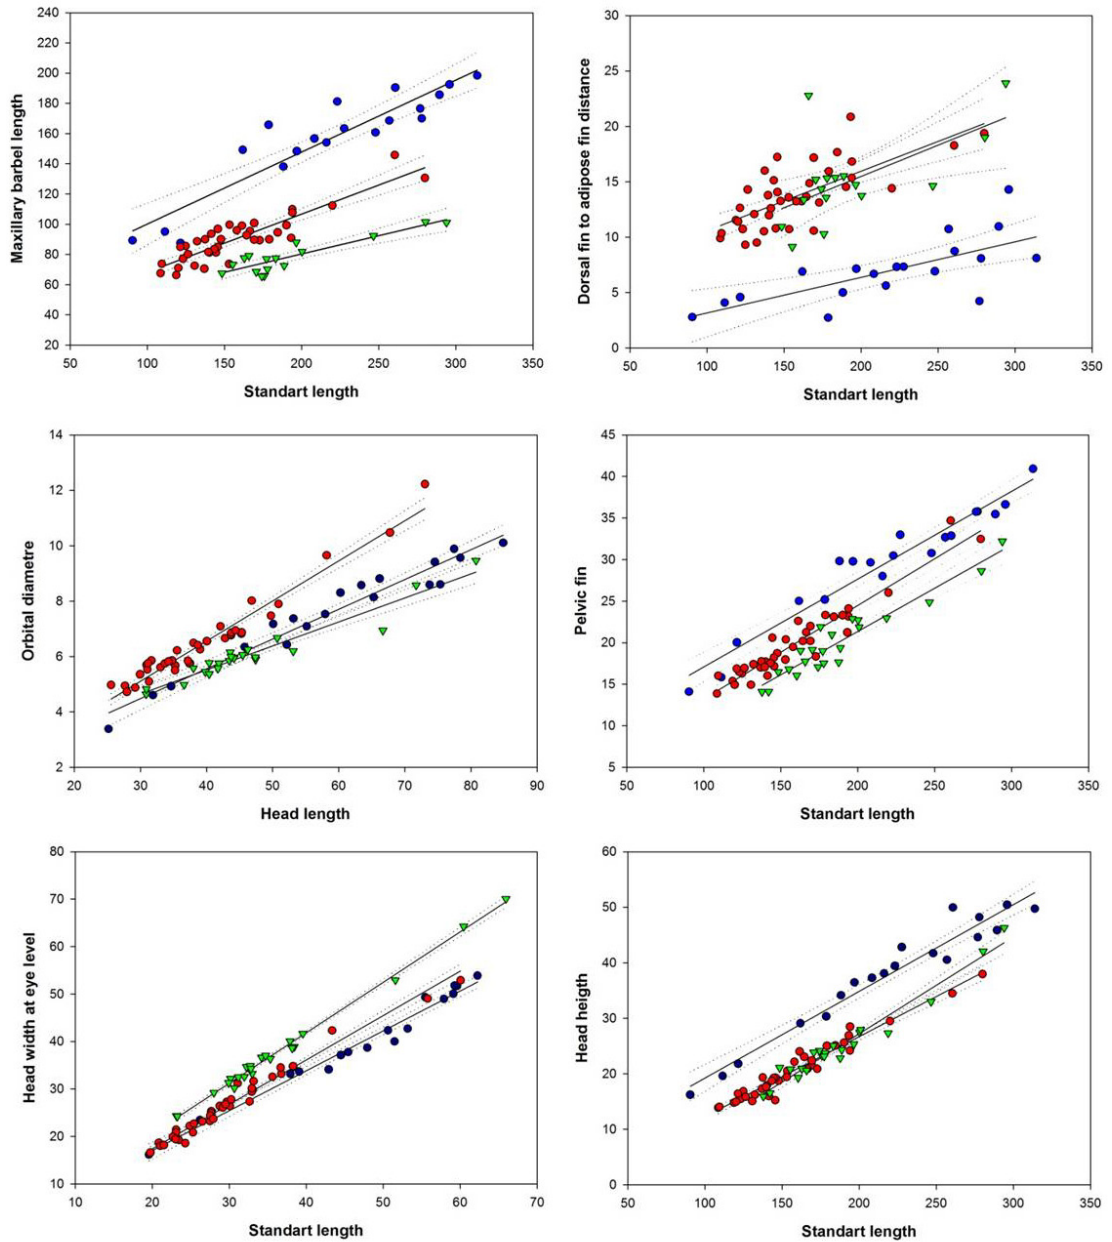 Maxillary barbel length
240
220
200
180
160
140
120
100
80
60
40
20
50 100 150 200 250 300 350
Standart length
Dorsal fin to adipose fin distance
30
25
20
15
10
5
0
50 100 150 200 250 300 350
Standart length
Orbital diametre
14
12
10
8
6
4
2
20 30 40 50 60 70 80 90
Head length
Pelvic fin
45
40
35
30
25
20
15
10
5
50 100 150 200 250 300 350
Standart length
Head width at eye level
80
70
60
50
40
30
20
10
10 20 30 40 50 60 70
Standart length
Head heigth
60
50
40
30
20
10
0
50 100 150 200 250 300 350
Standart length